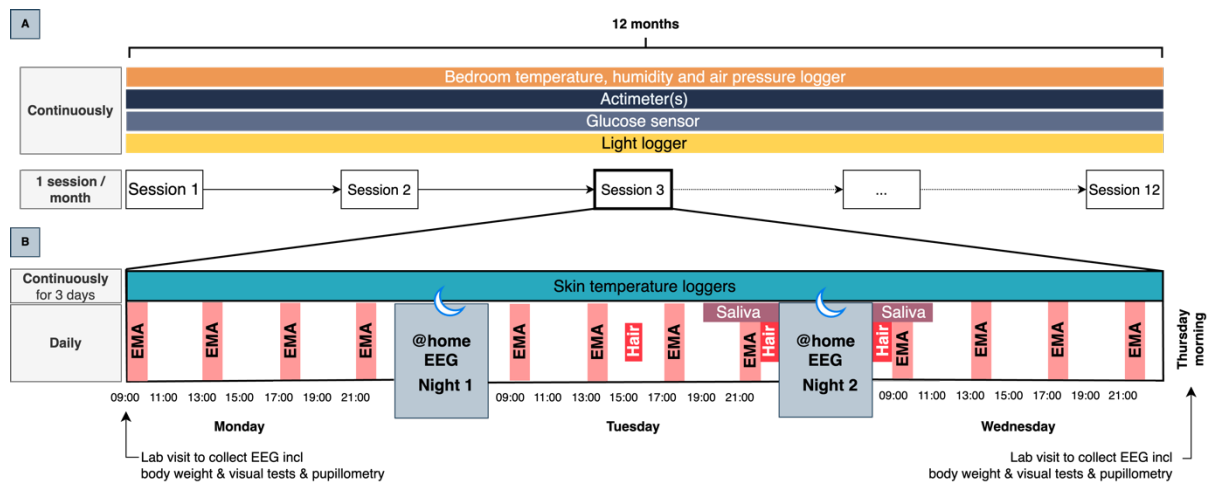 A
12 months
Continuously
Bedroom temperature, humidity and air pressure logger
Actimeter(s)
Glucose sensor
Light logger
1 session /
month
Session 1
Session 2
Session 3
...
Session 12
B
Continuously
for 3 days
Skin temperature loggers
Daily
EMA
EMA
EMA
EMA
@home
EEG
Night 1
EMA
EMA
Hair
EMA
Saliva
EMA
Hair
@home
EEG
Night 2
Saliva
Hair
EMA
EMA
EMA
EMA
Thursday
morning
09:00 11:00 13:00 15:00 17:00 19:00 21:00
09:00 11:00 13:00 15:00 17:00 19:00 21:00
09:00 11:00 13:00 15:00 17:00 19:00 21:00
Monday
Tuesday
Wednesday
Lab visit to collect EEG incl
body weight & visual tests & pupillometry
Lab visit to collect EEG incl
body weight & visual tests & pupillometry